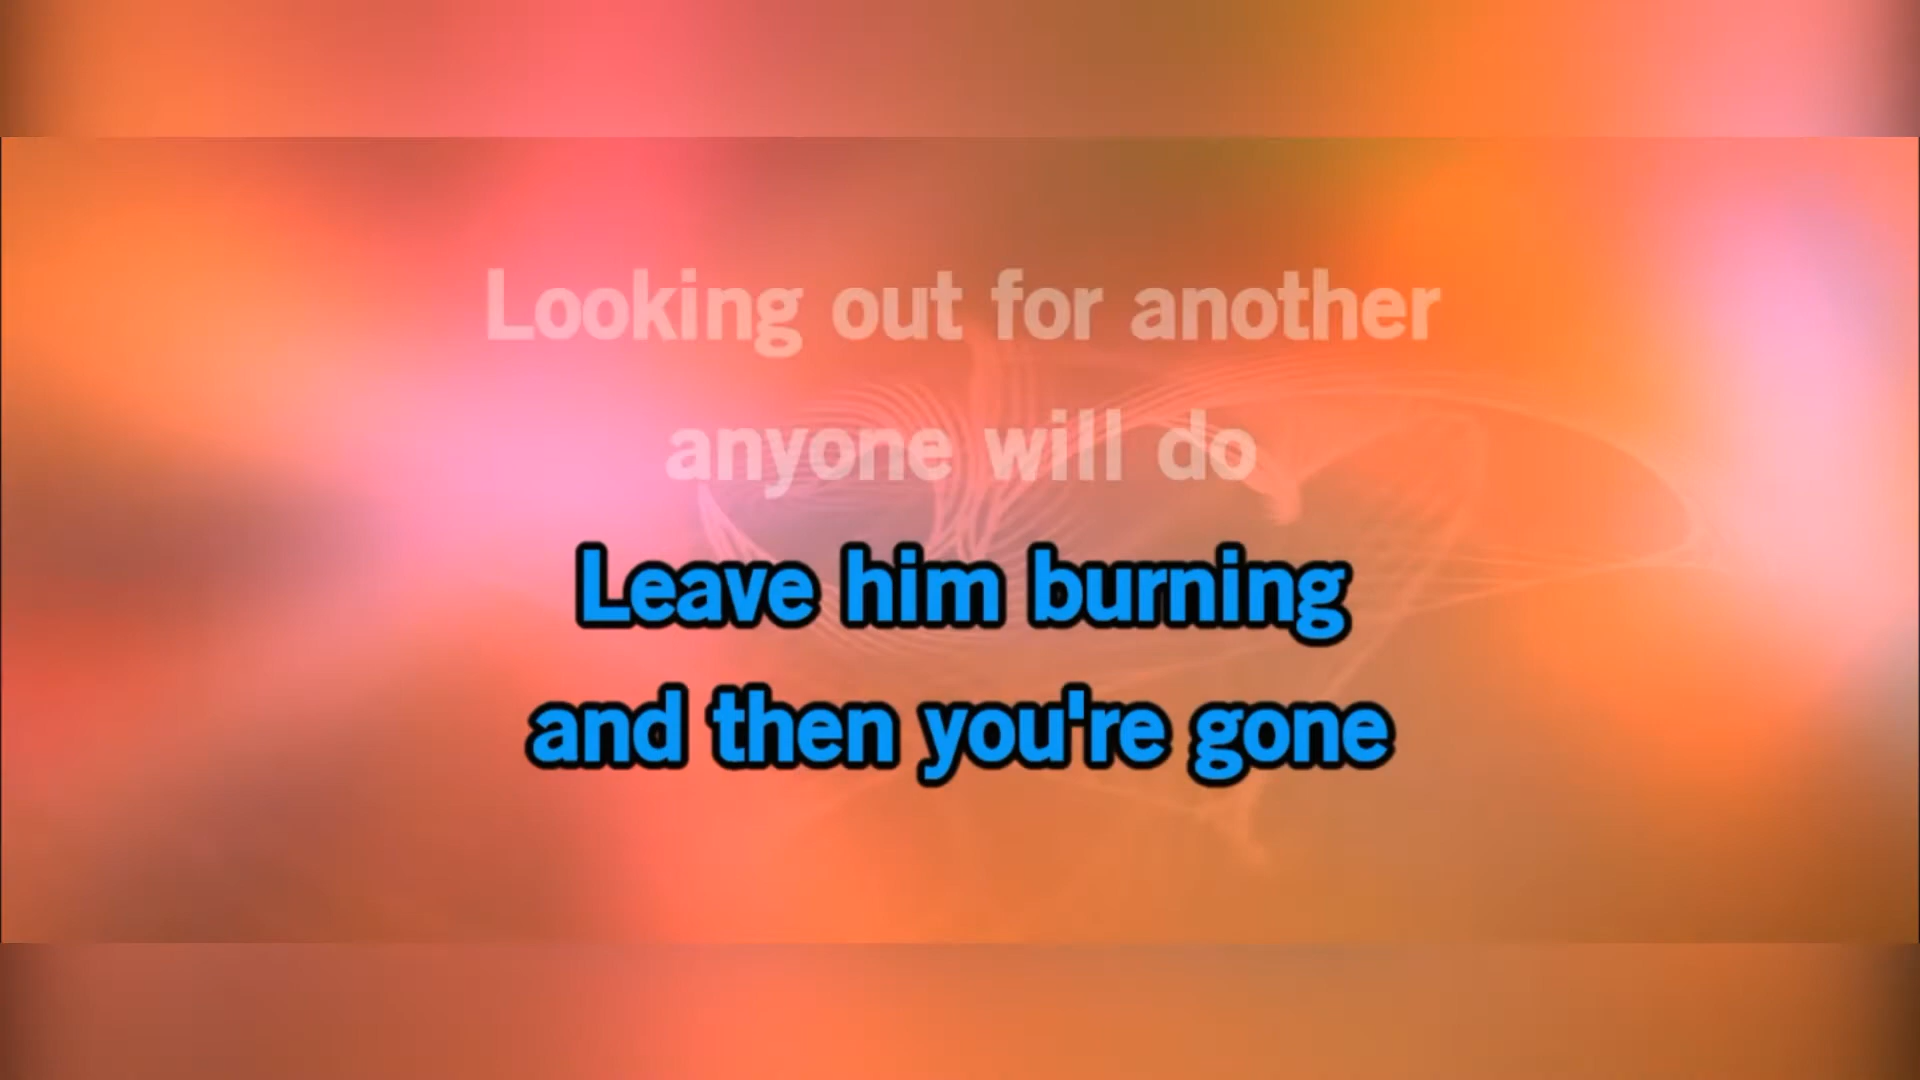 Looking out for another
anyone will do
Leave him burning
and then you're gone